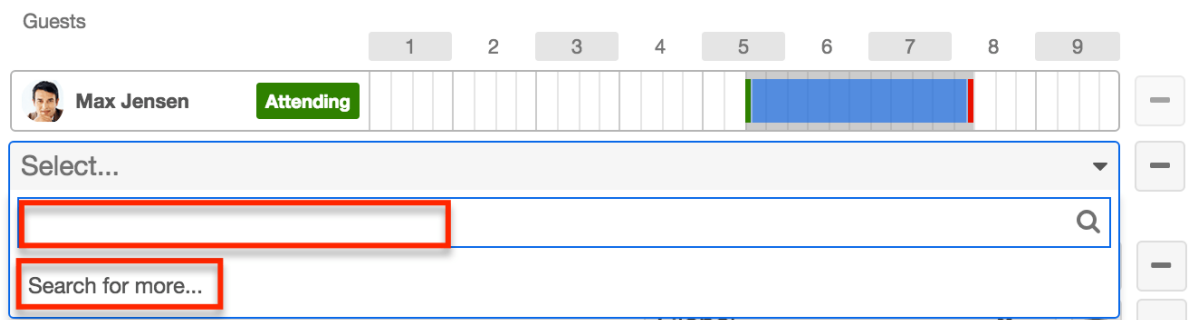 Guests
1 2 3 4 5 6 7 8 9
Max Jensen Attending
Select...
Search for more...